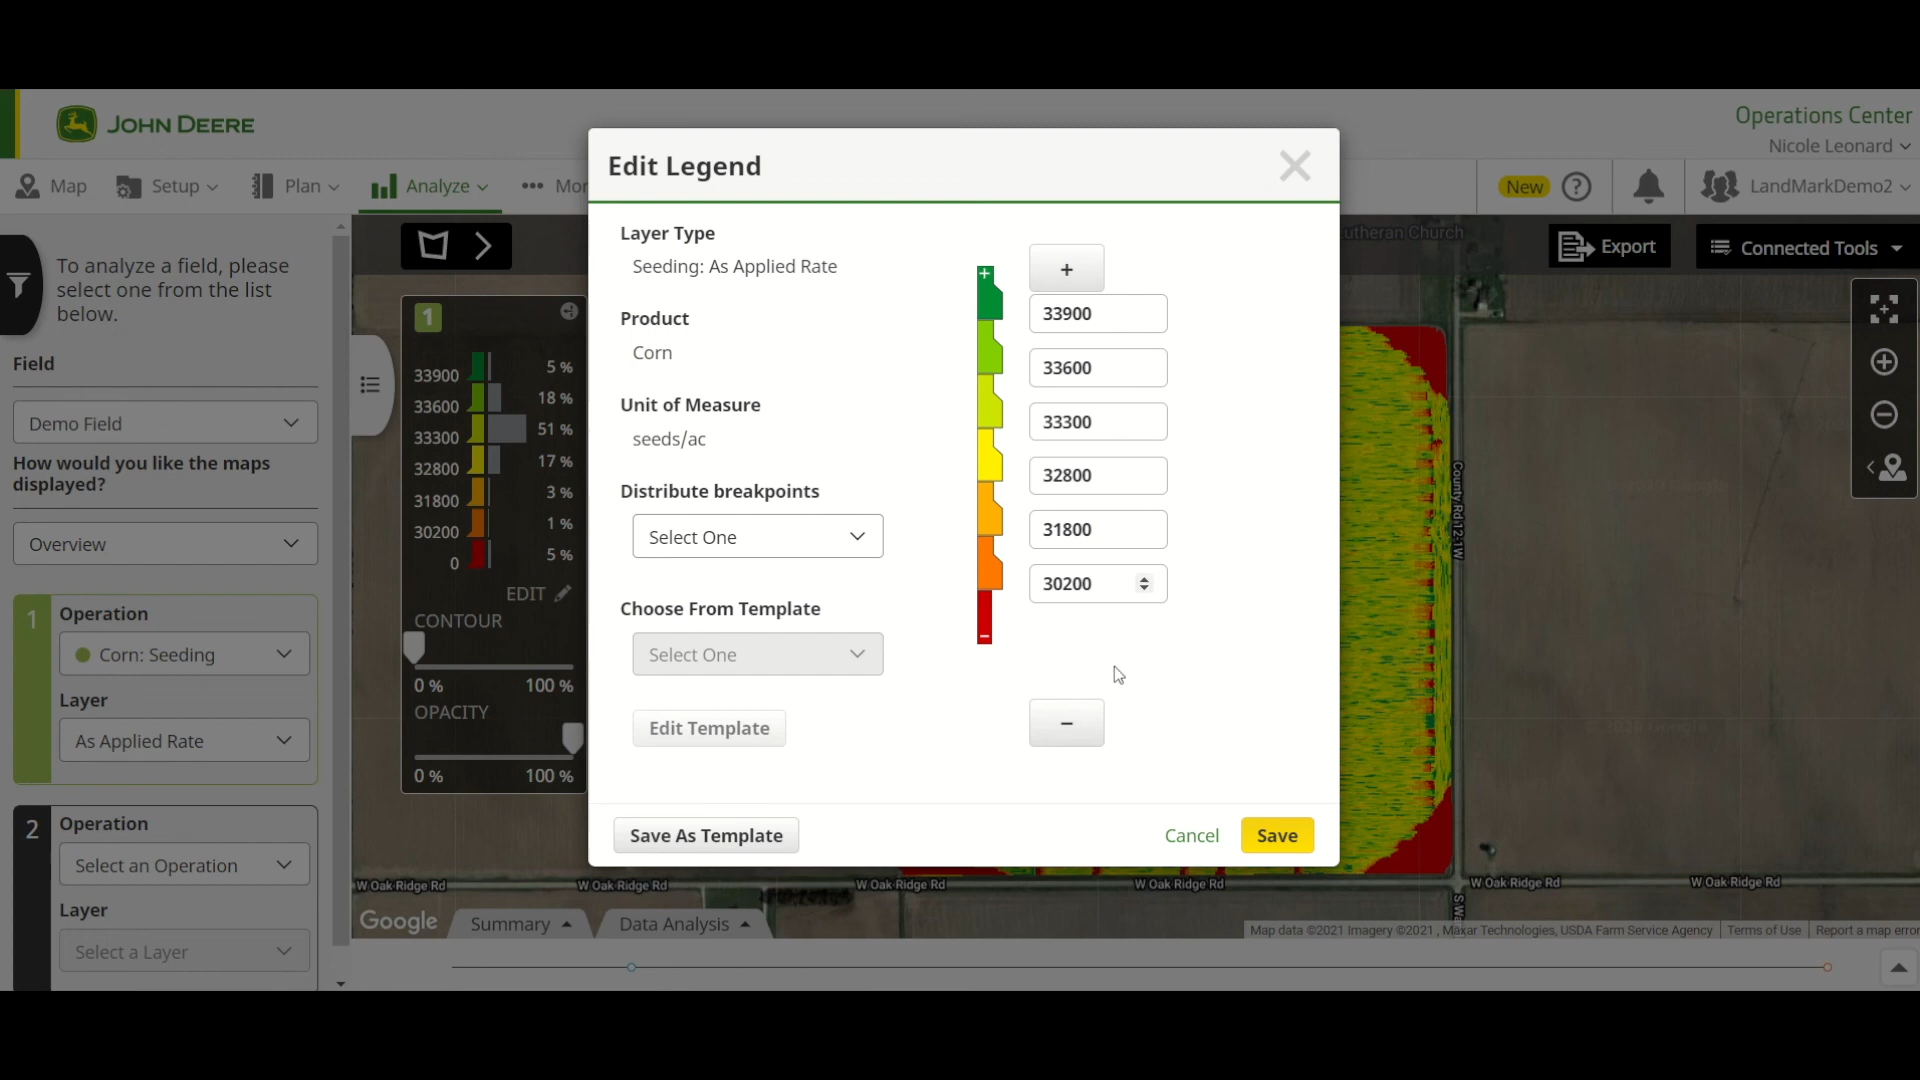 JOHN DEERE
Operations Center
Nicole Leonard
Map
Setup
Plan
Analyze
Mor
New
?
LandMarkDemo2
To analyze a field, please
select one from the list
below.
Field
Demo Field
How would you like the maps
displayed?
Overview
1
Operation
Corn: Seeding
Layer
As Applied Rate
2
Operation
Select an Operation
Layer
Select a Layer
1
33900 5 %
33600 18 %
33300 51 %
32800 17 %
31800 3 %
30200 1 %
0 5 %
EDIT
CONTOUR
0 % 100 %
OPACITY
0 % 100 %
Edit Legend
Layer Type
Seeding: As Applied Rate
Product
Corn
Unit of Measure
seeds/ac
Distribute breakpoints
Select One
Choose From Template
Select One
Edit Template
+
+
33900
33600
33300
32800
31800
30200
−
−
Save As Template
Cancel
Save
utheran Church
Export
Connected Tools
County Rd 12-1W
W Oak Ridge Rd
W Oak Ridge Rd
W Oak Ridge Rd
W Oak Ridge Rd
W Oak Ridge Rd
W Oak Ridge Rd
S Wa
Google
Summary
Data Analysis
Map data ©2021 Imagery ©2021 , Maxar Technologies, USDA Farm Service Agency
Terms of Use
Report a map error